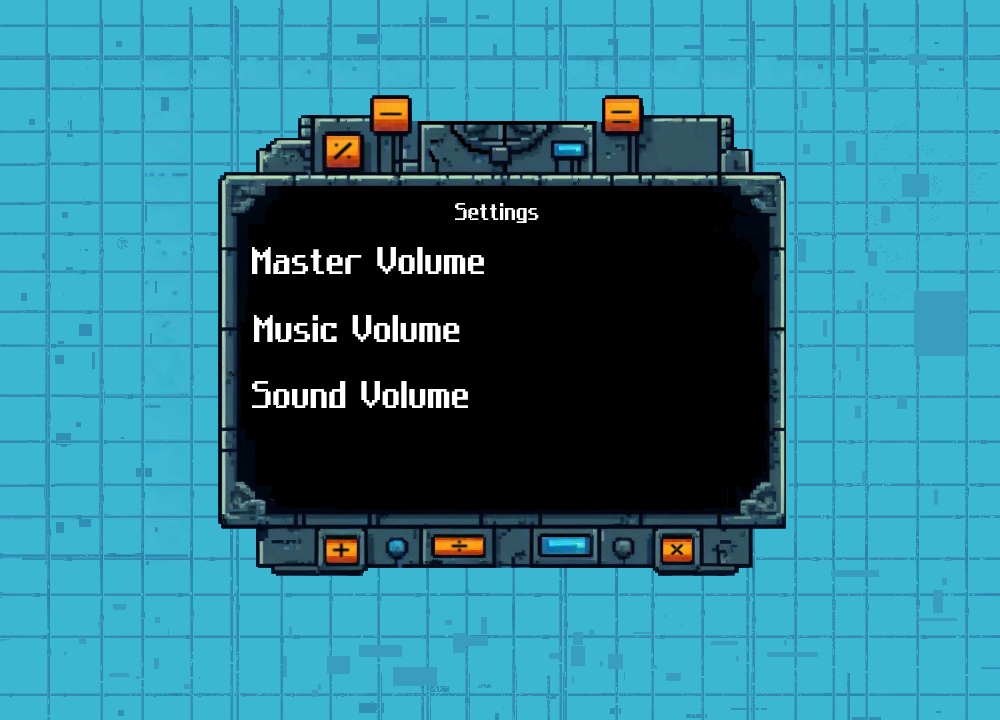 −
=
٪
Settings
Master Volume
Music Volume
Sound Volume
+
÷
×